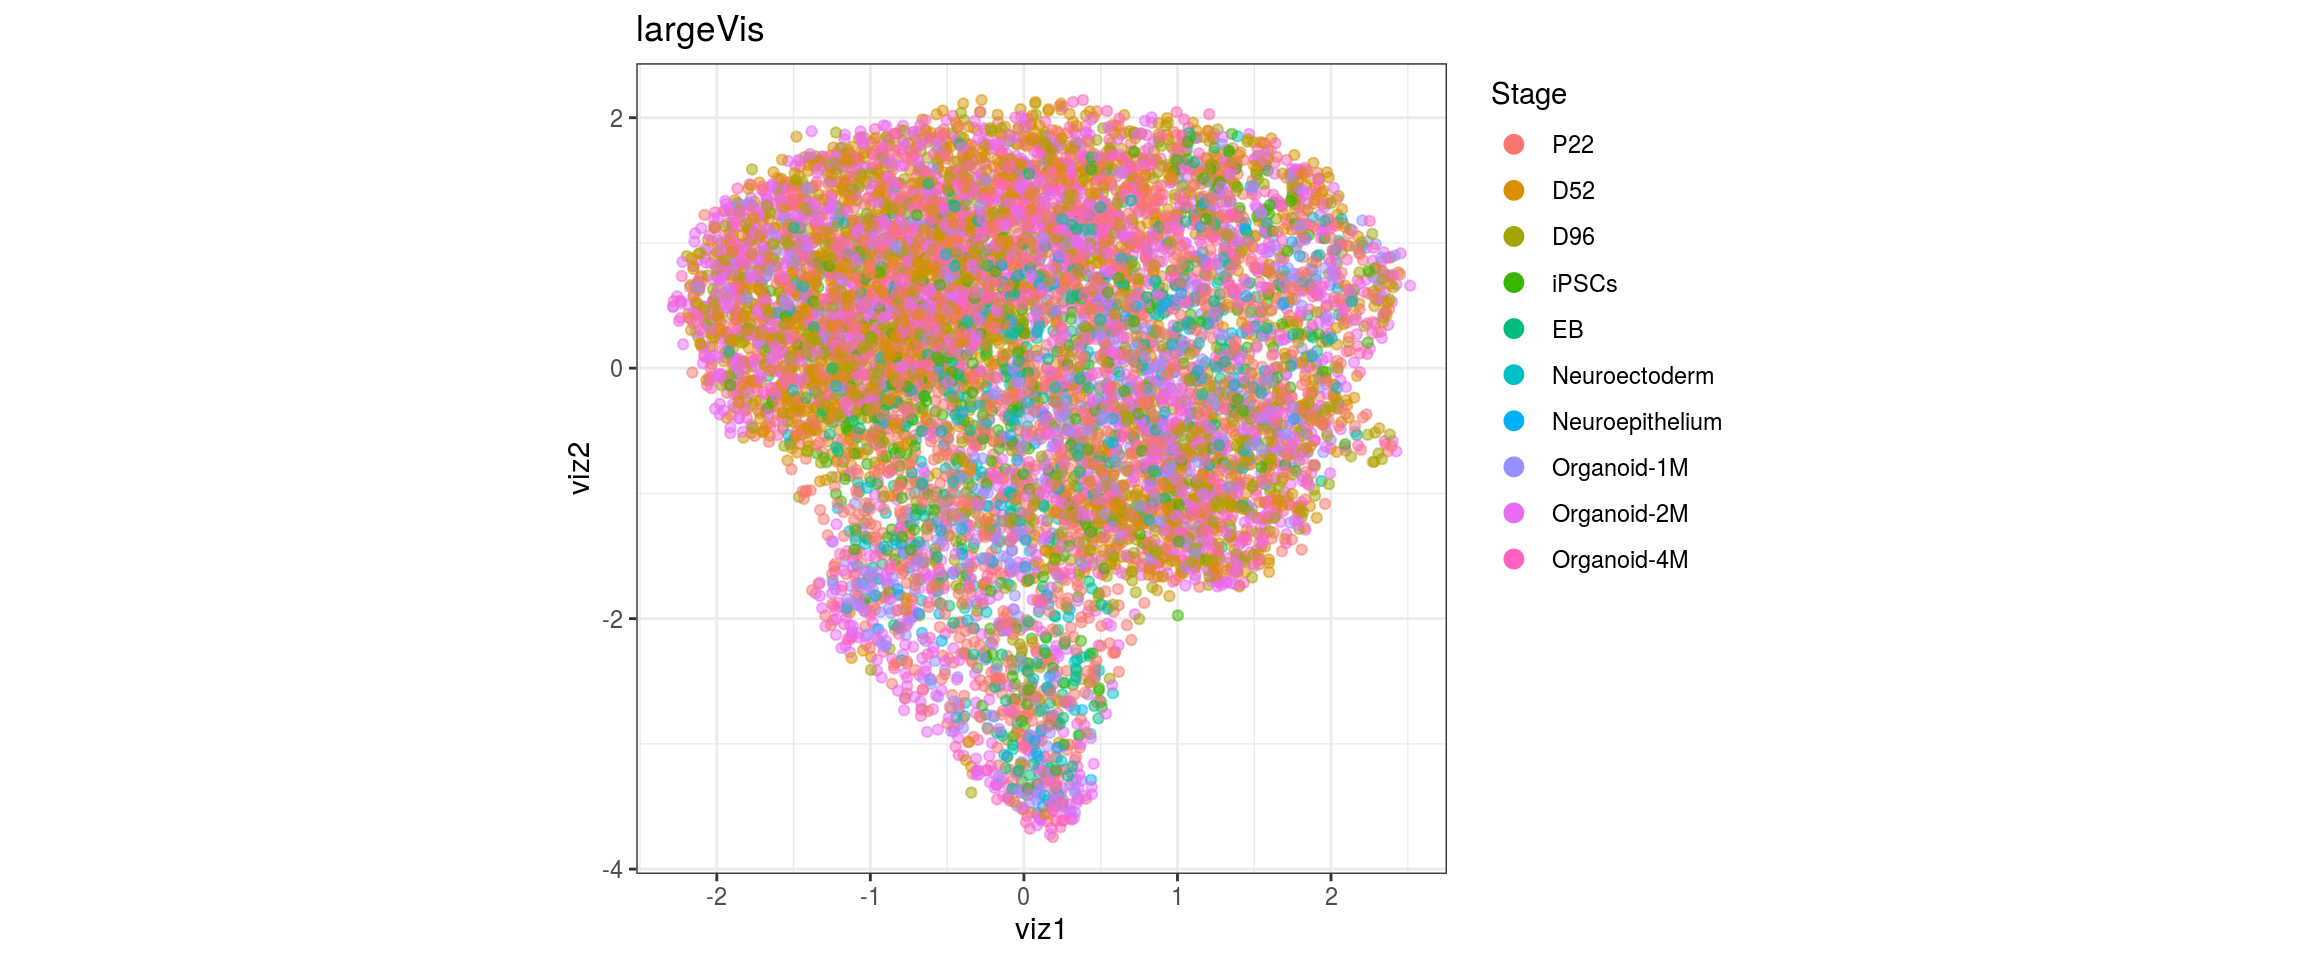 largeVis
Stage
P22
D52
D96
iPSCs
EB
Neuroectoderm
Neuroepithelium
Organoid-1M
Organoid-2M
Organoid-4M
viz2
2
0
-2
-4
-2
-1
0
1
2
viz1